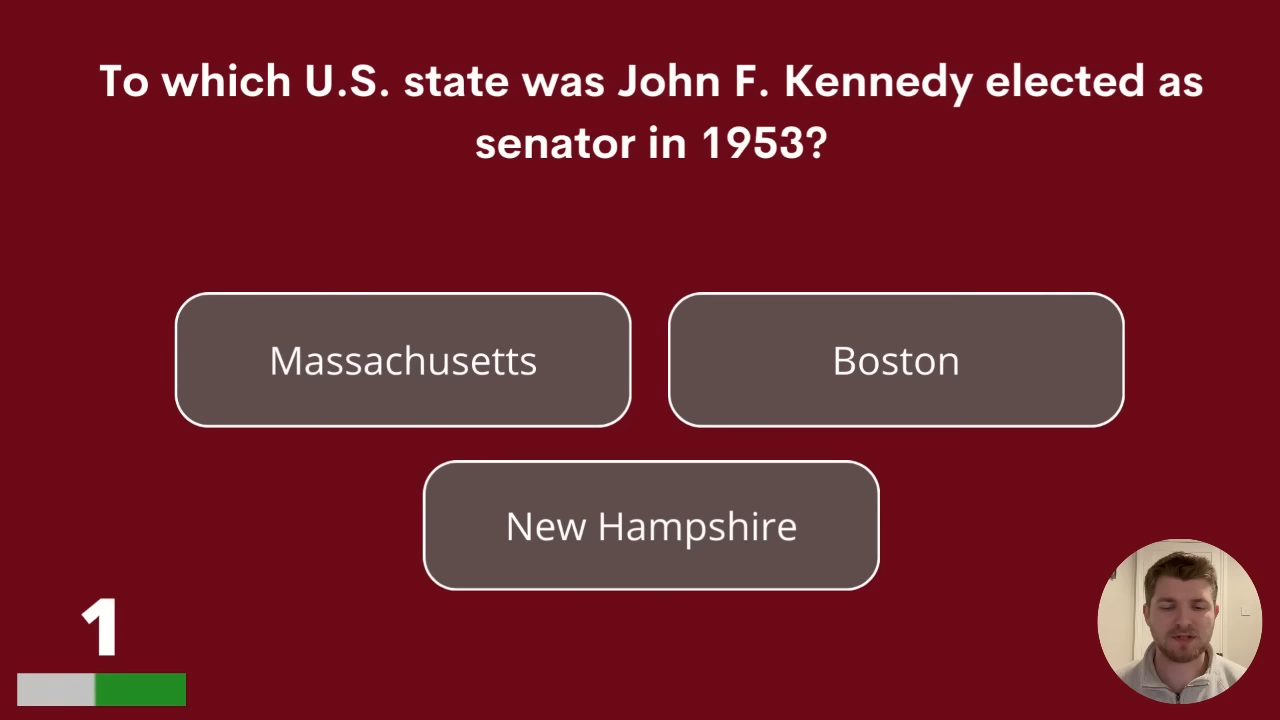 To which U.S. state was John F. Kennedy elected as
senator in 1953?
Massachusetts
Boston
New Hampshire
1